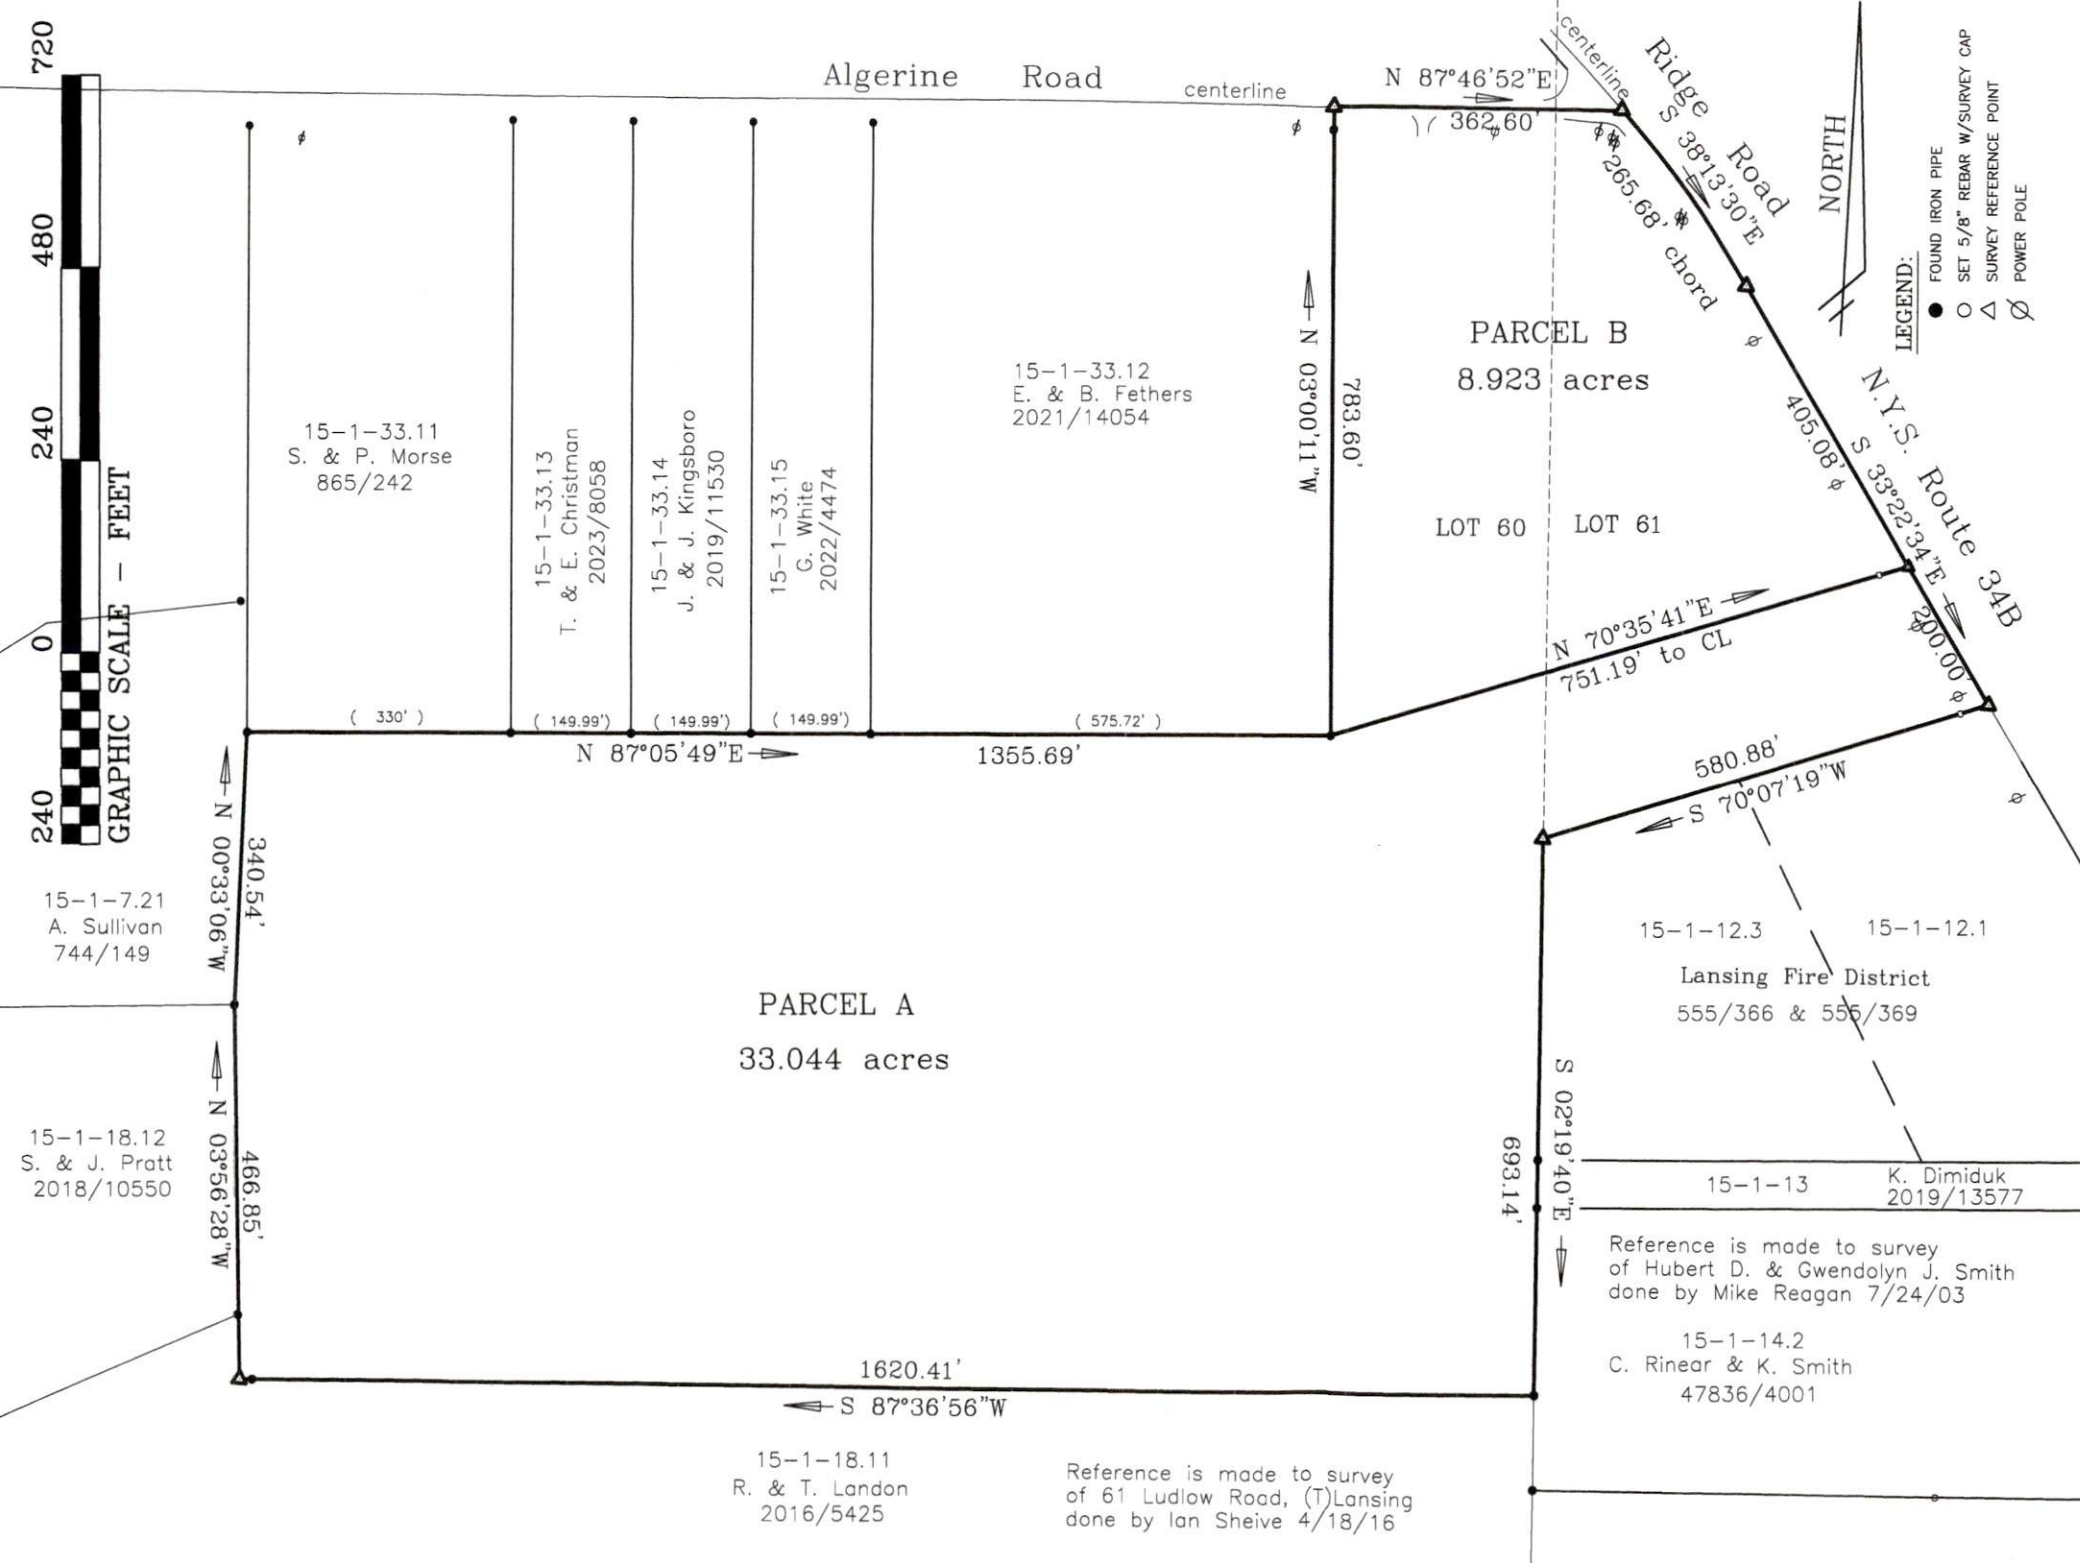 720
480
240
0
240
GRAPHIC SCALE – FEET
Algerine Road
centerline
N 87°46'52"E
362.60'
centerline
Ridge Road
S 38°13'30"E
265.68' chord
NORTH
LEGEND:
FOUND IRON PIPE
SET 5/8" REBAR W/SURVEY CAP
SURVEY REFERENCE POINT
POWER POLE
N.Y.S. Route 34B
405.08'
S 33°22'34"E
200.00'
PARCEL B
8.923 acres
LOT 60
LOT 61
N 03°00'11"W
783.60'
N 70°35'41"E
751.19' to CL
580.88'
S 70°07'19"W
15-1-33.11
S. & P. Morse
865/242
15-1-33.13
T. & E. Christman
2023/8058
15-1-33.14
J. & J. Kingsboro
2019/11530
15-1-33.15
G. White
2022/4474
15-1-33.12
E. & B. Fethers
2021/14054
( 330' )
( 149.99')
( 149.99')
( 149.99')
( 575.72' )
N 87°05'49"E
1355.69'
N 00°33'06"W
340.54'
15-1-7.21
A. Sullivan
744/149
PARCEL A
33.044 acres
N 03°56'28"W
466.85'
15-1-18.12
S. & J. Pratt
2018/10550
S 02°19'40"E
693.14'
15-1-12.3
15-1-12.1
Lansing Fire District
555/366 & 555/369
15-1-13
K. Dimiduk
2019/13577
Reference is made to survey
of Hubert D. & Gwendolyn J. Smith
done by Mike Reagan 7/24/03
15-1-14.2
C. Rinear & K. Smith
47836/4001
1620.41'
S 87°36'56"W
15-1-18.11
R. & T. Landon
2016/5425
Reference is made to survey
of 61 Ludlow Road, (T)Lansing
done by Ian Sheive 4/18/16